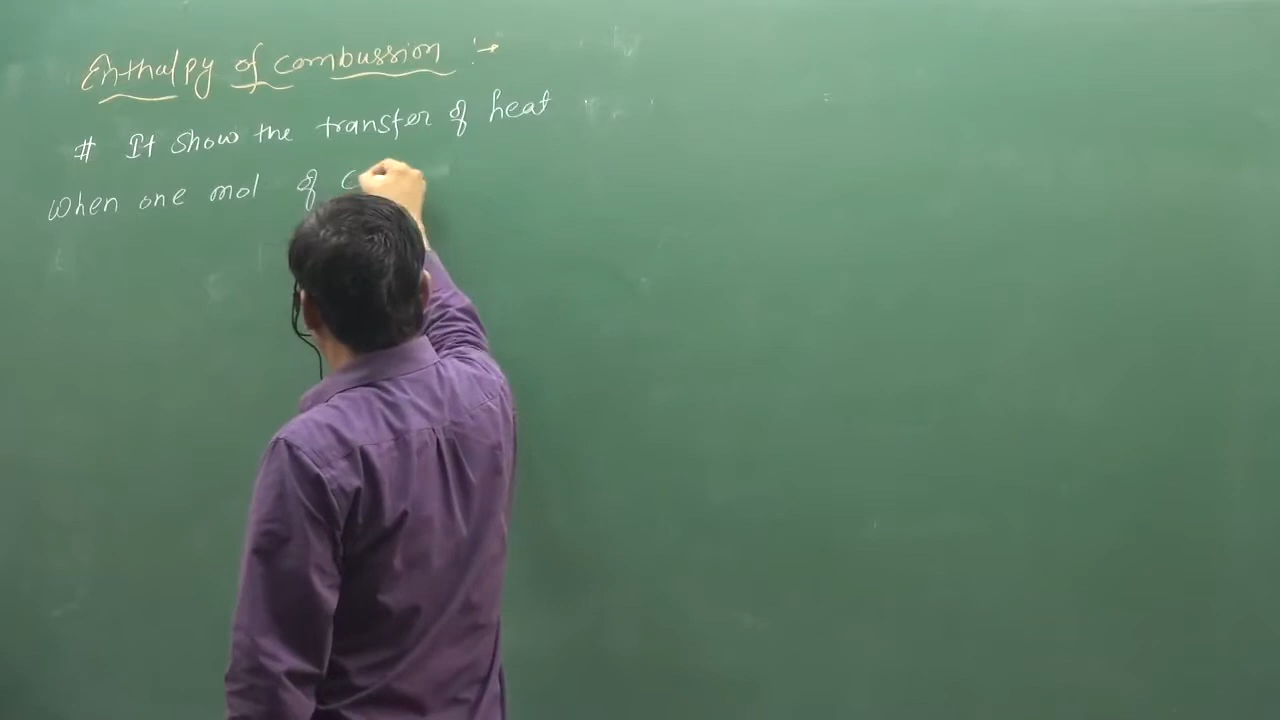 Enthalpy of combussion :→
# It show the transfer of heat
when one mol of c